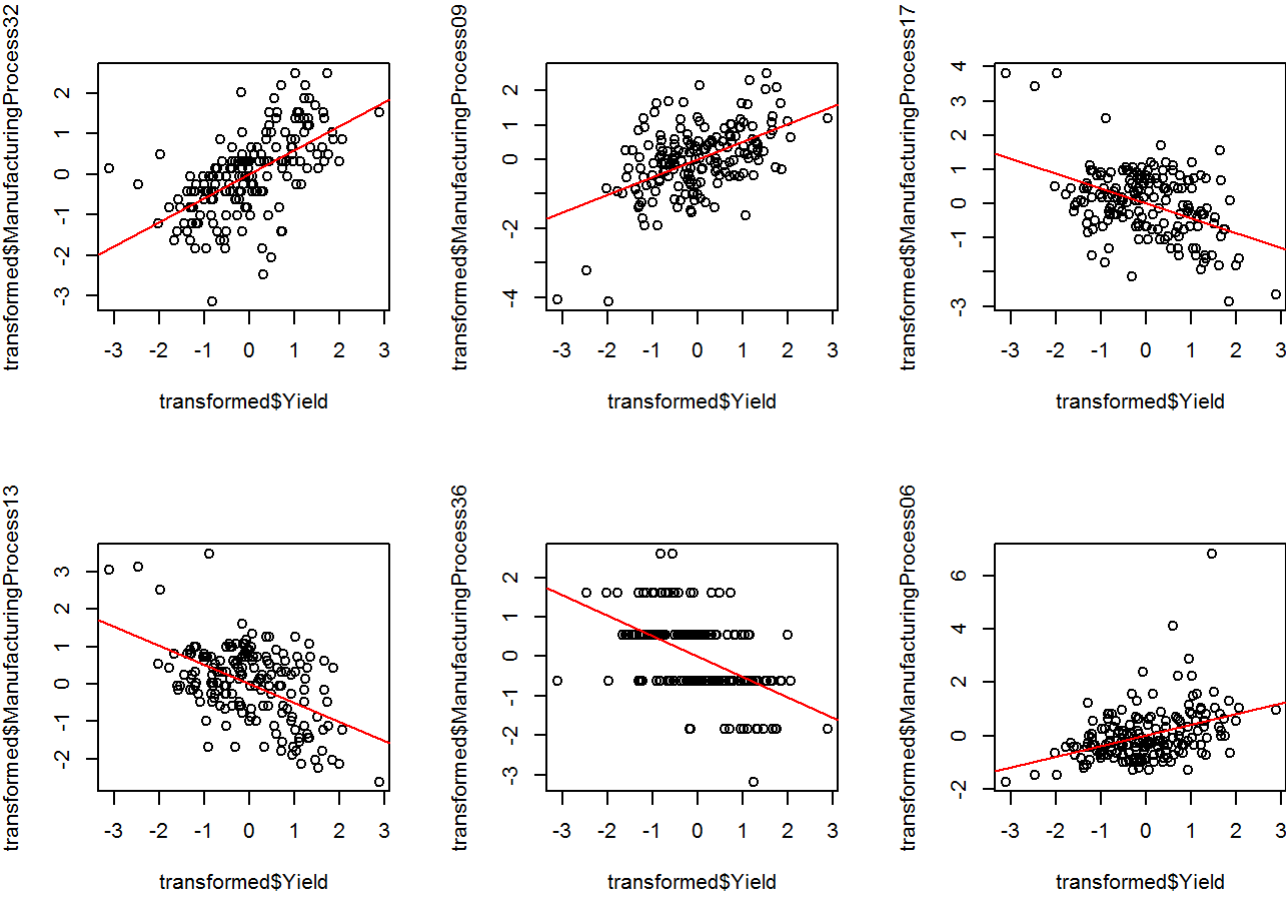 transformed$ManufacturingProcess32
2
1
0
-1
-2
-3
-3 -2 -1 0 1 2 3
transformed$Yield
transformed$ManufacturingProcess09
2
0
-2
-4
-3 -2 -1 0 1 2 3
transformed$Yield
transformed$ManufacturingProcess17
4
3
2
1
0
-1
-3
-3 -2 -1 0 1 2 3
transformed$Yield
transformed$ManufacturingProcess13
3
2
1
0
-1
-2
-3 -2 -1 0 1 2 3
transformed$Yield
transformed$ManufacturingProcess36
2
1
0
-1
-2
-3
-3 -2 -1 0 1 2 3
transformed$Yield
transformed$ManufacturingProcess06
6
4
2
0
-2
-3 -2 -1 0 1 2 3
transformed$Yield